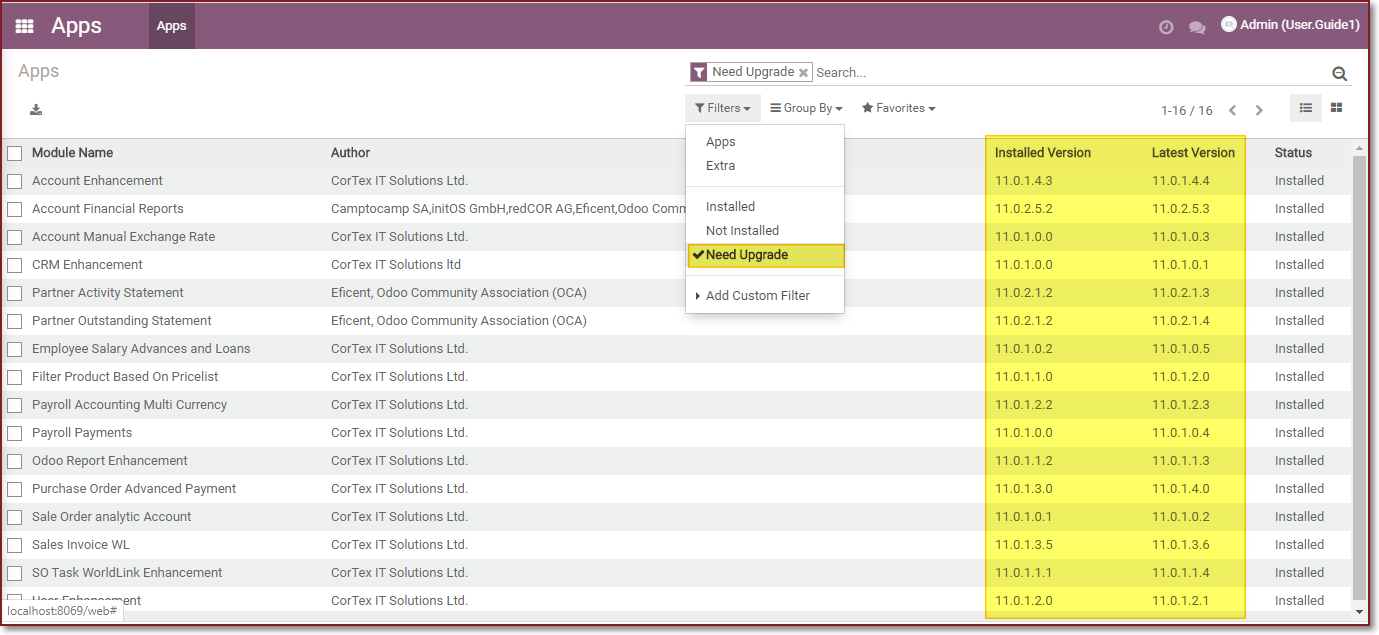 Apps Apps Admin (User.Guide1)
Apps Need Upgrade Search...
Filters Group By Favorites 1-16 / 16
Apps
Extra
Installed
Not Installed
Need Upgrade
Add Custom Filter
Module Name Author Installed Version Latest Version Status
Account Enhancement CorTex IT Solutions Ltd. 11.0.1.4.3 11.0.1.4.4 Installed
Account Financial Reports Camptocamp SA,initOS GmbH,redCOR AG,Eficent,Odoo Comm 11.0.2.5.2 11.0.2.5.3 Installed
Account Manual Exchange Rate CorTex IT Solutions Ltd. 11.0.1.0.0 11.0.1.0.3 Installed
CRM Enhancement CorTex IT Solutions ltd 11.0.1.0.0 11.0.1.0.1 Installed
Partner Activity Statement Eficent, Odoo Community Association (OCA) 11.0.2.1.2 11.0.2.1.3 Installed
Partner Outstanding Statement Eficent, Odoo Community Association (OCA) 11.0.2.1.2 11.0.2.1.4 Installed
Employee Salary Advances and Loans CorTex IT Solutions Ltd. 11.0.1.0.2 11.0.1.0.5 Installed
Filter Product Based On Pricelist CorTex IT Solutions Ltd. 11.0.1.1.0 11.0.1.2.0 Installed
Payroll Accounting Multi Currency CorTex IT Solutions Ltd. 11.0.1.2.2 11.0.1.2.3 Installed
Payroll Payments CorTex IT Solutions Ltd. 11.0.1.0.0 11.0.1.0.4 Installed
Odoo Report Enhancement CorTex IT Solutions Ltd. 11.0.1.1.2 11.0.1.1.3 Installed
Purchase Order Advanced Payment CorTex IT Solutions Ltd. 11.0.1.3.0 11.0.1.4.0 Installed
Sale Order analytic Account CorTex IT Solutions Ltd. 11.0.1.0.1 11.0.1.0.2 Installed
Sales Invoice WL CorTex IT Solutions Ltd. 11.0.1.3.5 11.0.1.3.6 Installed
SO Task WorldLink Enhancement CorTex IT Solutions Ltd. 11.0.1.1.1 11.0.1.1.4 Installed
User Enhancement CorTex IT Solutions Ltd. 11.0.1.2.0 11.0.1.2.1 Installed
localhost:8069/web#